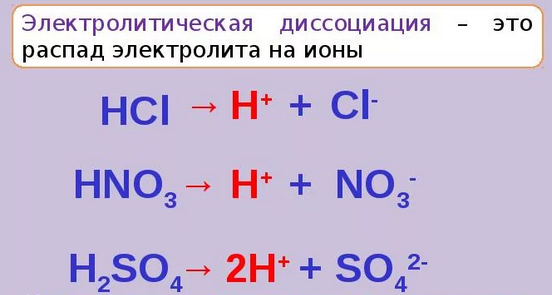 Электролитическая диссоциация – это
распад электролита на ионы
HCl → H⁺ + Cl⁻
HNO₃ → H⁺ + NO₃⁻
H₂SO₄ → 2H⁺ + SO₄²⁻